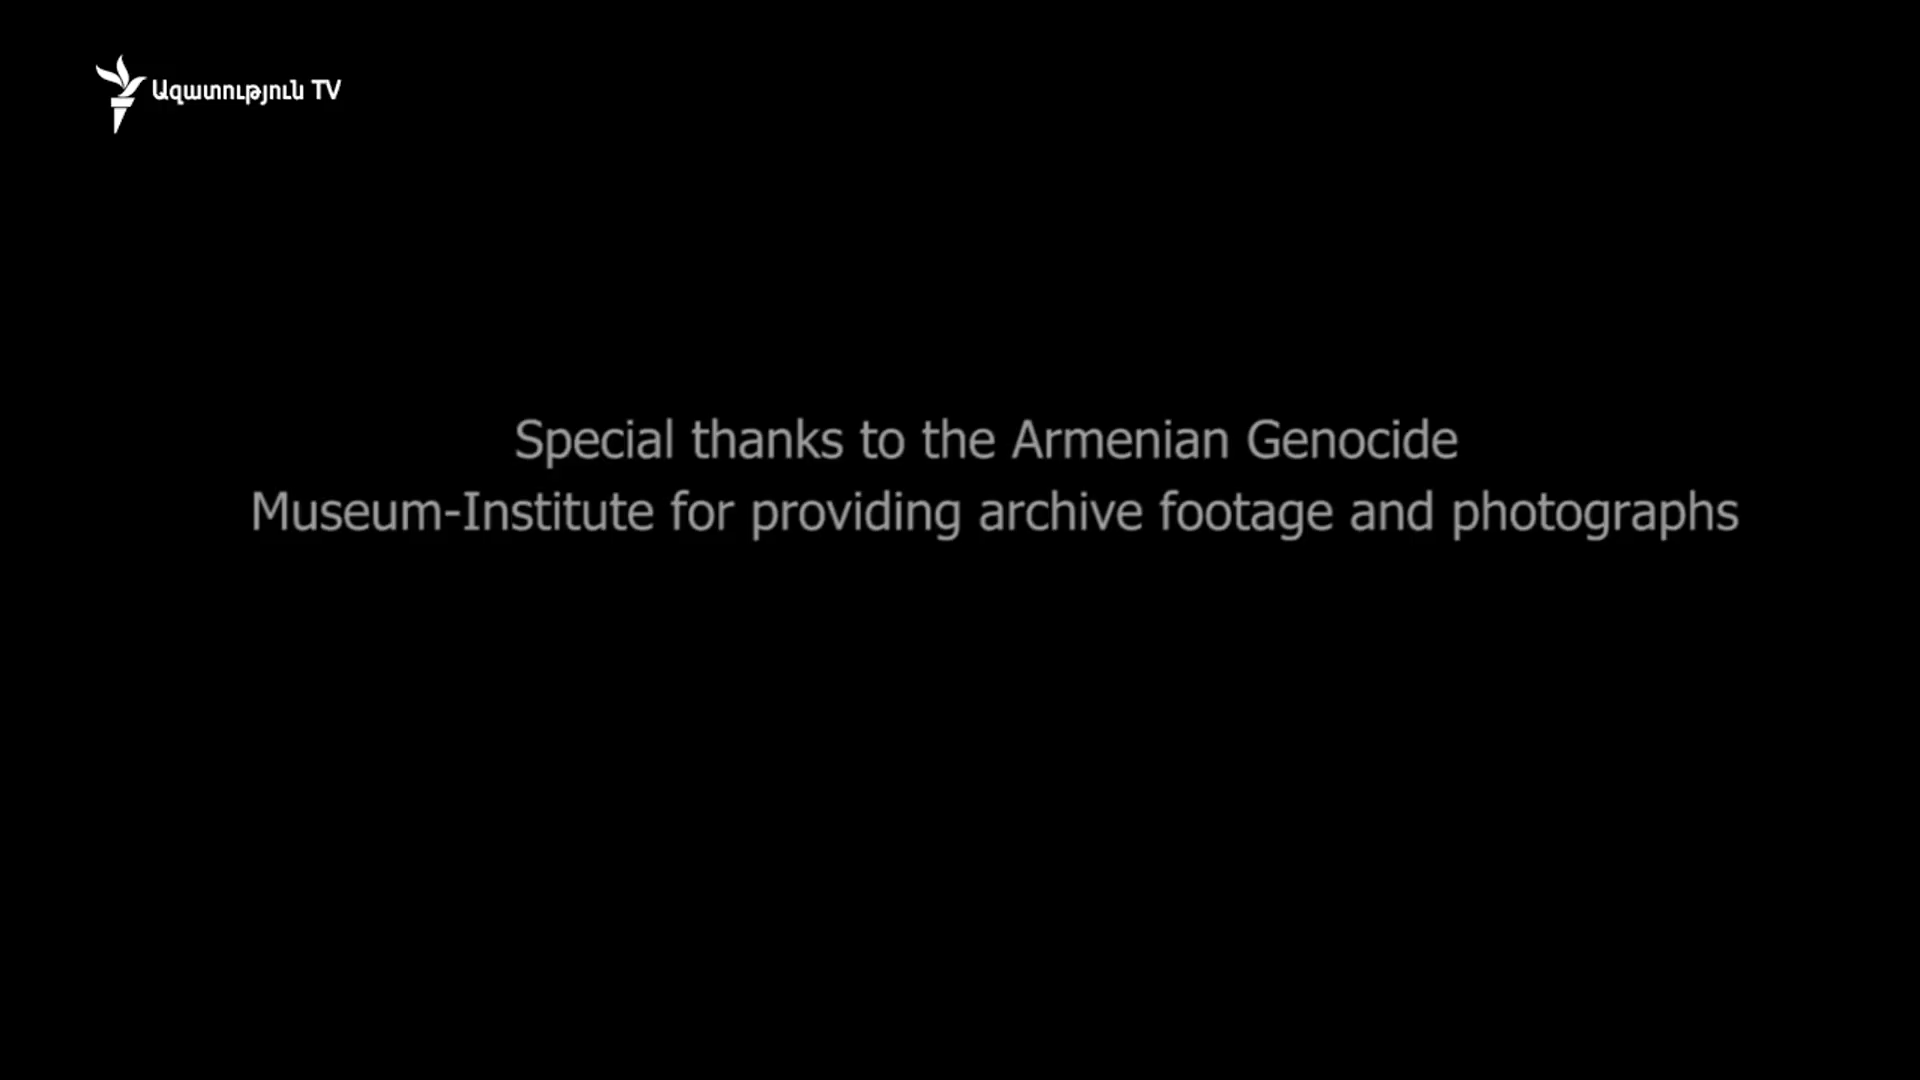 Ազատություն TV
Special thanks to the Armenian Genocide
Museum-Institute for providing archive footage and photographs